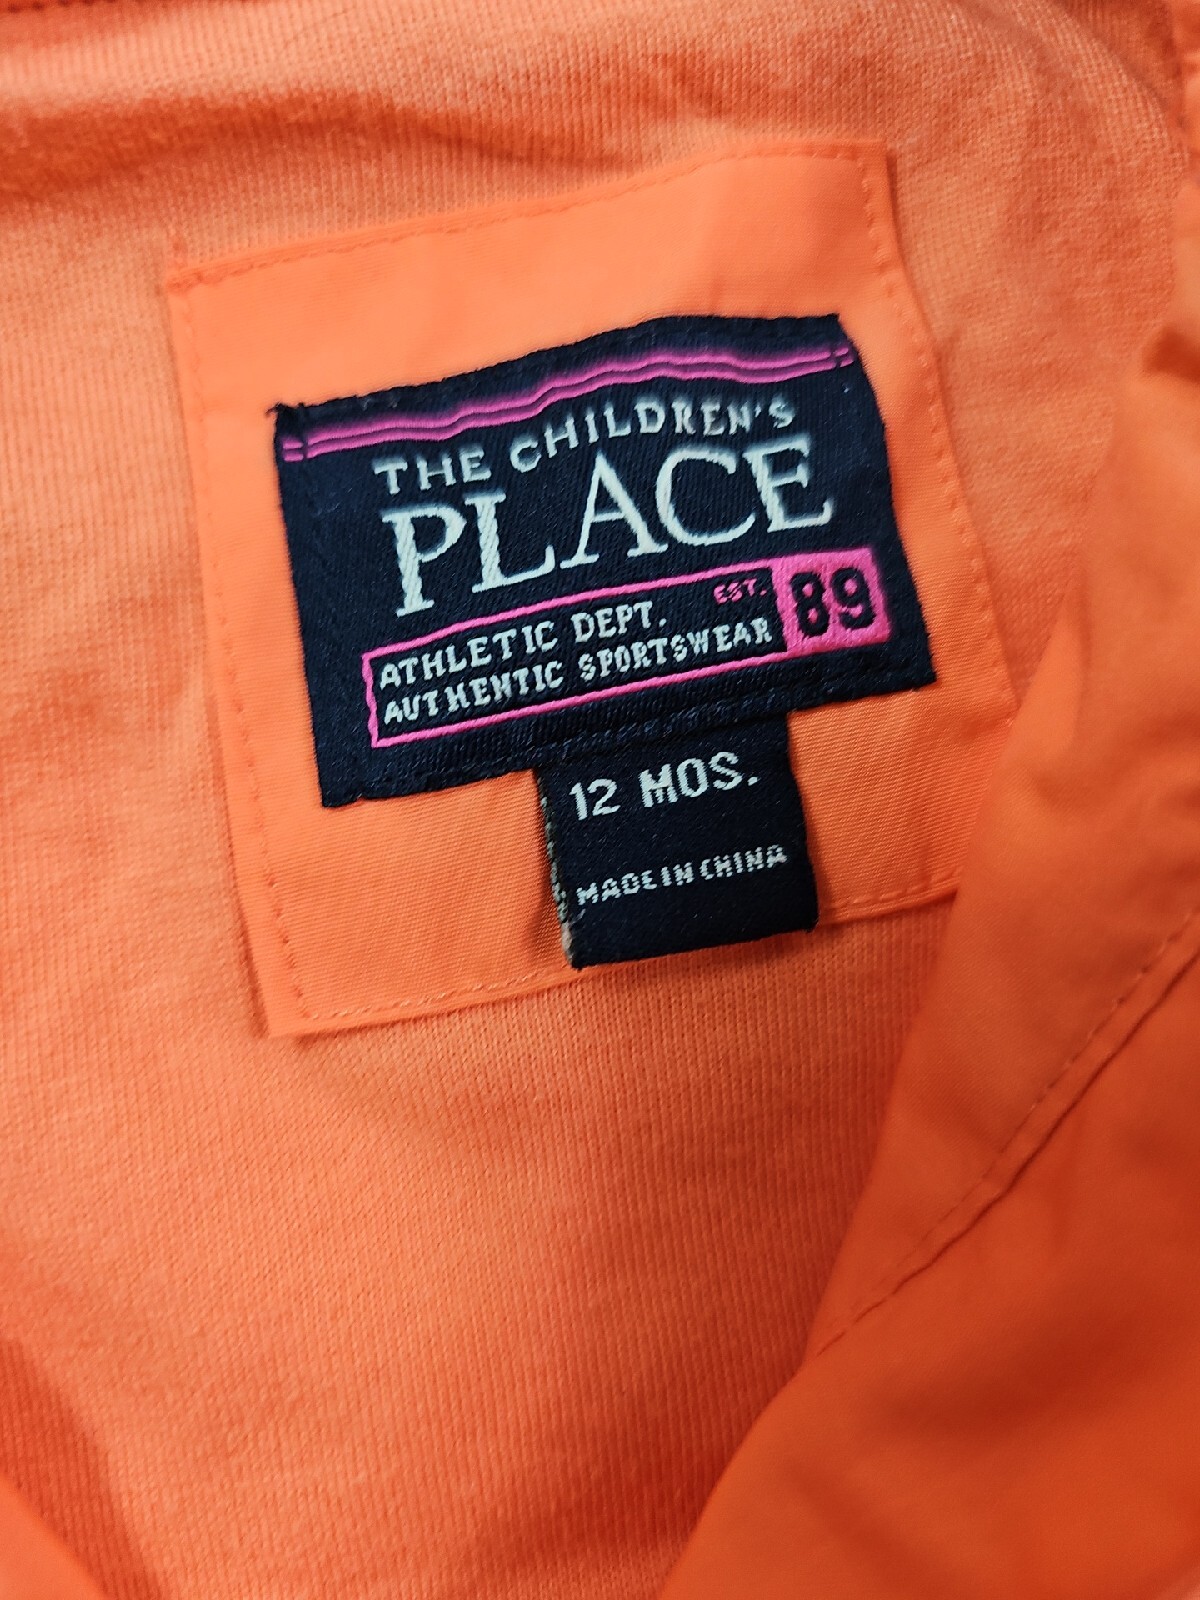 THE CHILDREN'S
PLACE
EST. 89
ATHLETIC DEPT.
AUTHENTIC SPORTSWEAR
12 MOS.
MADE IN CHINA